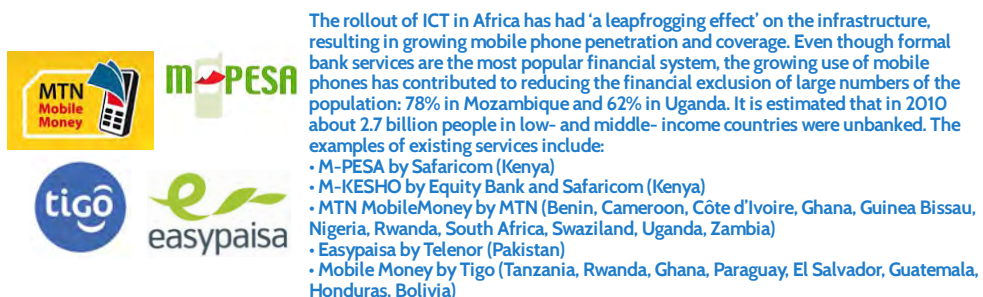 MTN
Mobile
Money
M-PESA
tigo
easypaisa
The rollout of ICT in Africa has had ‘a leapfrogging effect’ on the infrastructure,
resulting in growing mobile phone penetration and coverage. Even though formal
bank services are the most popular financial system, the growing use of mobile
phones has contributed to reducing the financial exclusion of large numbers of the
population: 78% in Mozambique and 62% in Uganda. It is estimated that in 2010
about 2.7 billion people in low- and middle- income countries were unbanked. The
examples of existing services include:
• M-PESA by Safaricom (Kenya)
• M-KESHO by Equity Bank and Safaricom (Kenya)
• MTN MobileMoney by MTN (Benin, Cameroon, Côte d’Ivoire, Ghana, Guinea Bissau,
Nigeria, Rwanda, South Africa, Swaziland, Uganda, Zambia)
• Easypaisa by Telenor (Pakistan)
• Mobile Money by Tigo (Tanzania, Rwanda, Ghana, Paraguay, El Salvador, Guatemala,
Honduras, Bolivia)